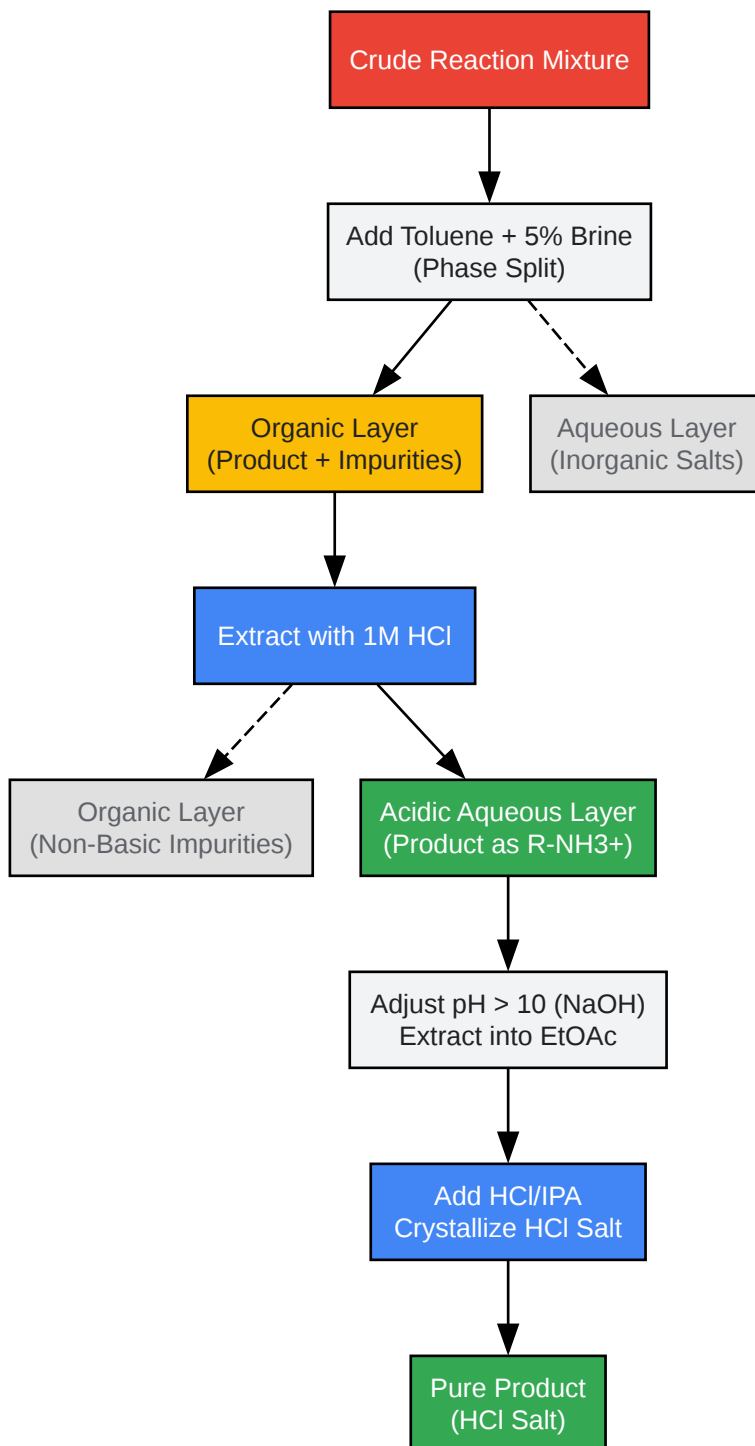 Crude Reaction Mixture
Add Toluene + 5% Brine
(Phase Split)
Organic Layer
(Product + Impurities)
Aqueous Layer
(Inorganic Salts)
Extract with 1M HCl
Organic Layer
(Non-Basic Impurities)
Acidic Aqueous Layer
(Product as R-NH3+)
Adjust pH > 10 (NaOH)
Extract into EtOAc
Add HCl/IPA
Crystallize HCl Salt
Pure Product
(HCl Salt)